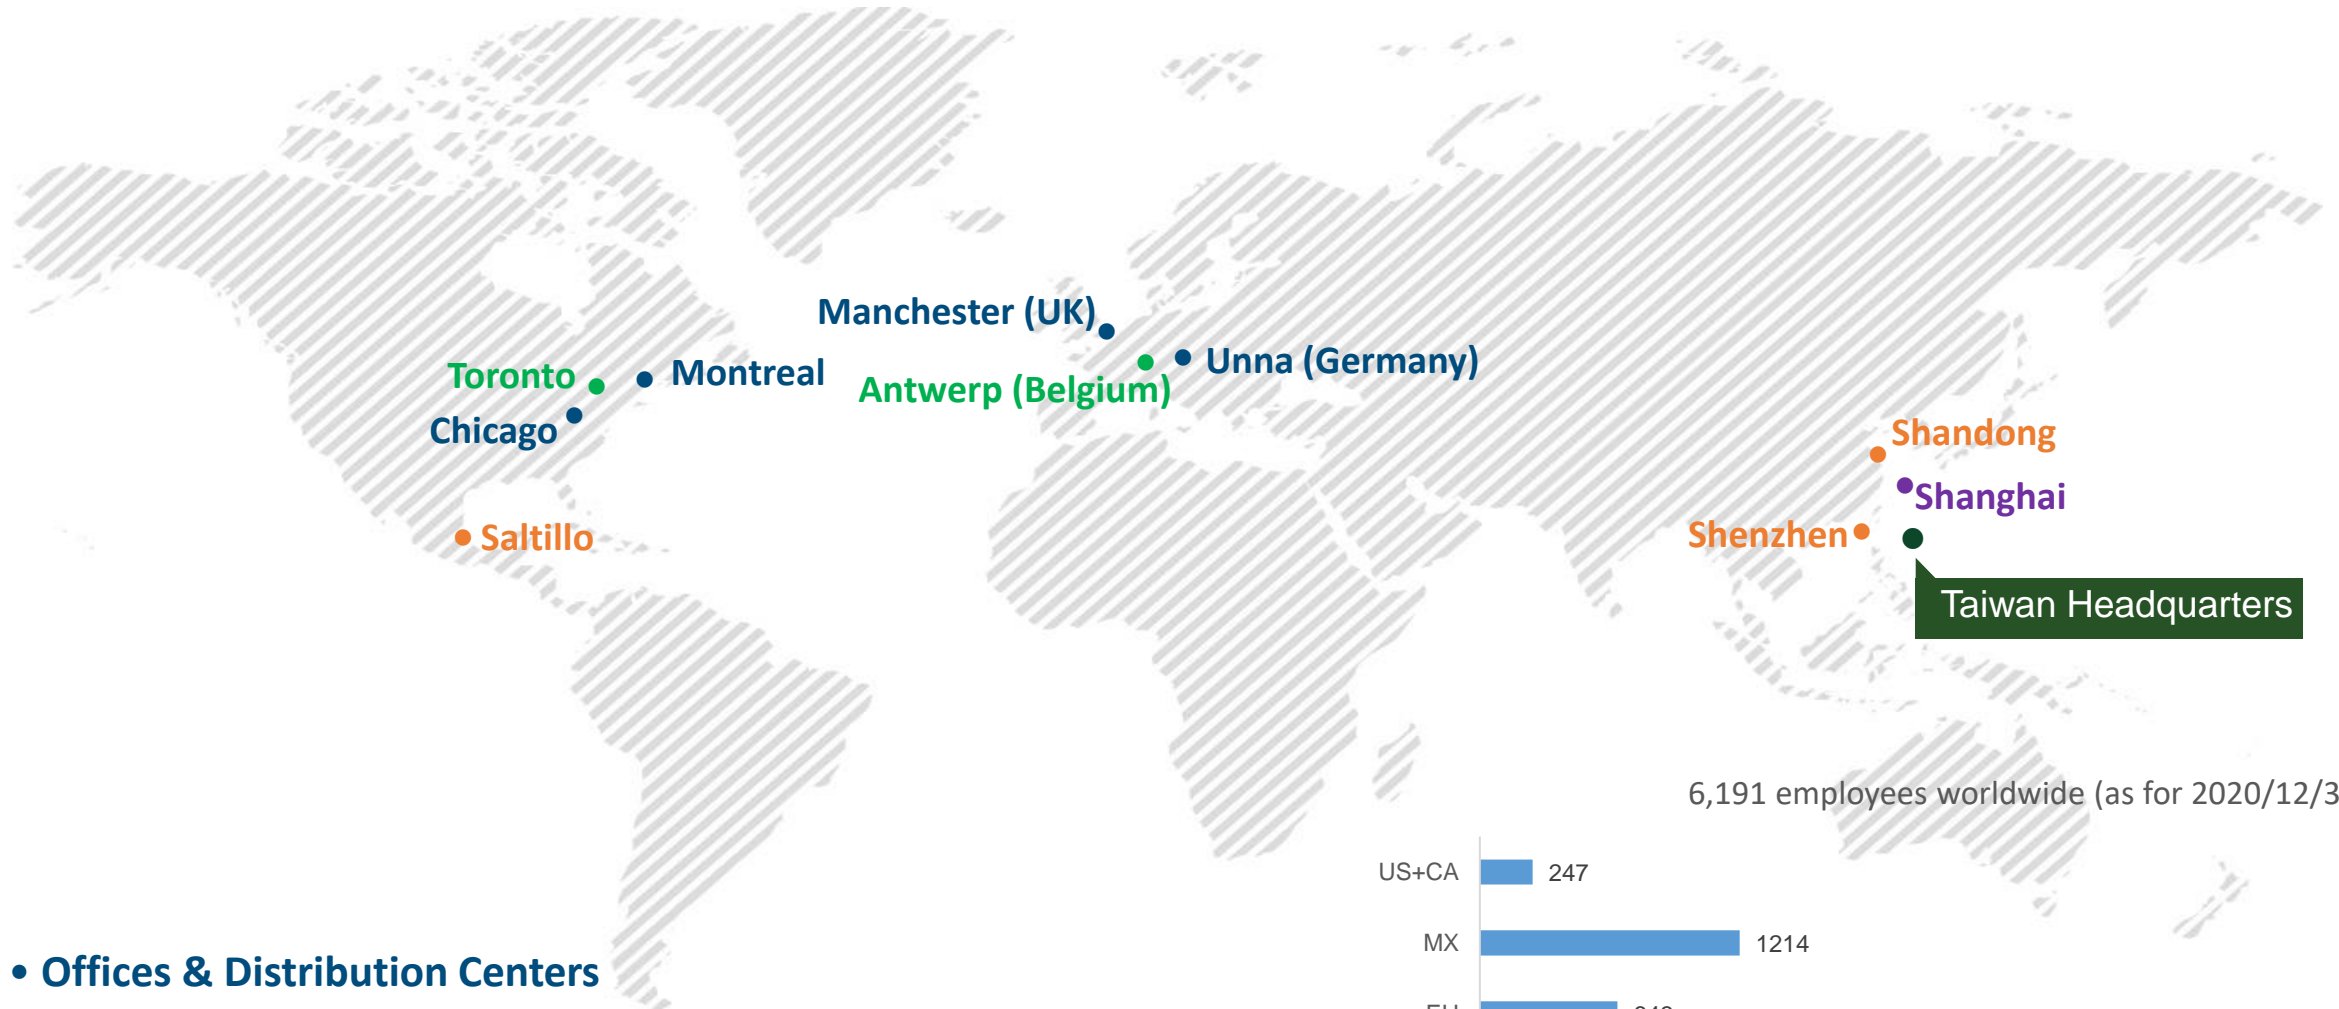 Manchester (UK)
Toronto
Montreal
Unna (Germany)
Antwerp (Belgium)
Chicago
Shandong
Shanghai
Saltillo
Shenzhen
Taiwan Headquarters
6,191 employees worldwide (as for 2020/12/3
US+CA 247
MX 1214
• Offices & Distribution Centers